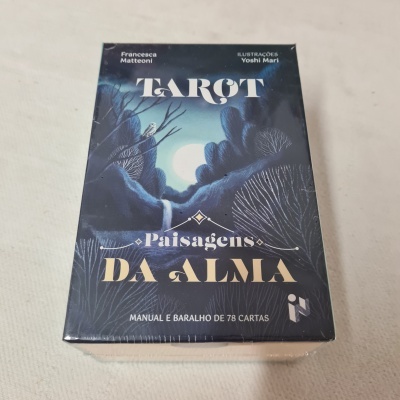 Francesca
Matteoni
ILUSTRAÇÕES
Yoshi Mari
TAROT
Paisagens
DA ALMA
MANUAL E BARALHO DE 78 CARTAS